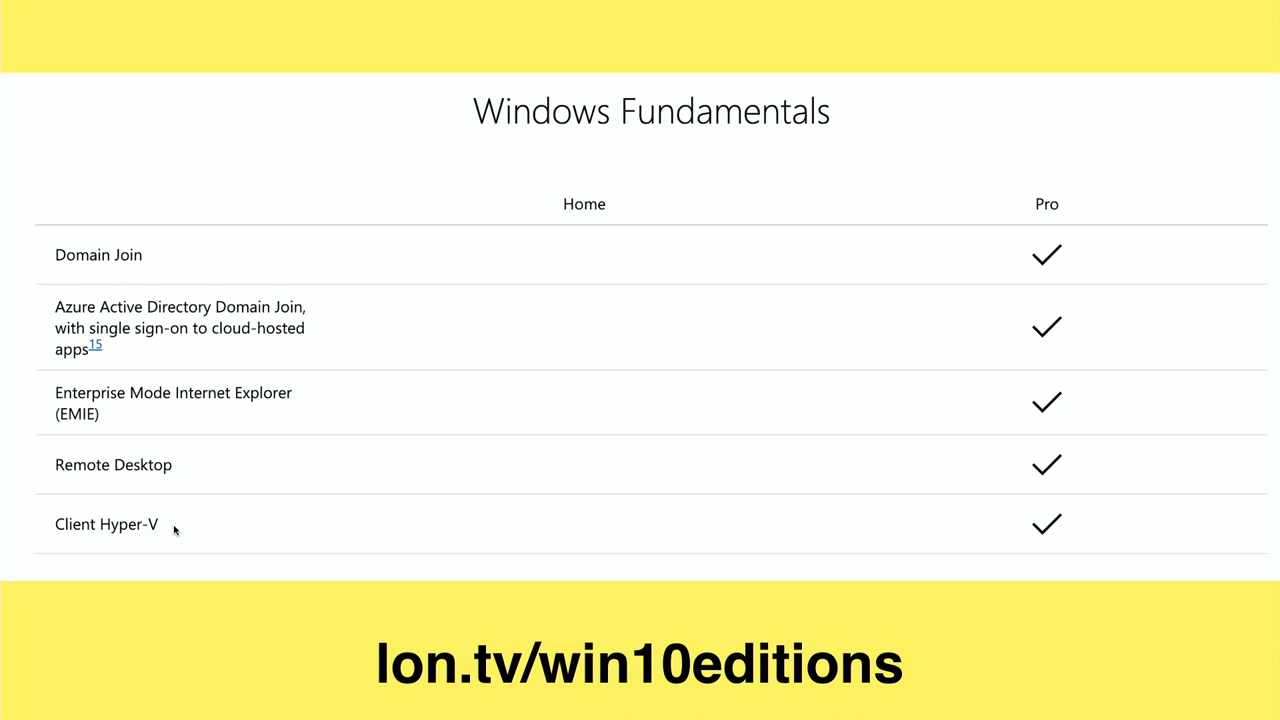 Windows Fundamentals
Home Pro
Domain Join
Azure Active Directory Domain Join,
with single sign-on to cloud-hosted
apps15
Enterprise Mode Internet Explorer
(EMIE)
Remote Desktop
Client Hyper-V
lon.tv/win10editions